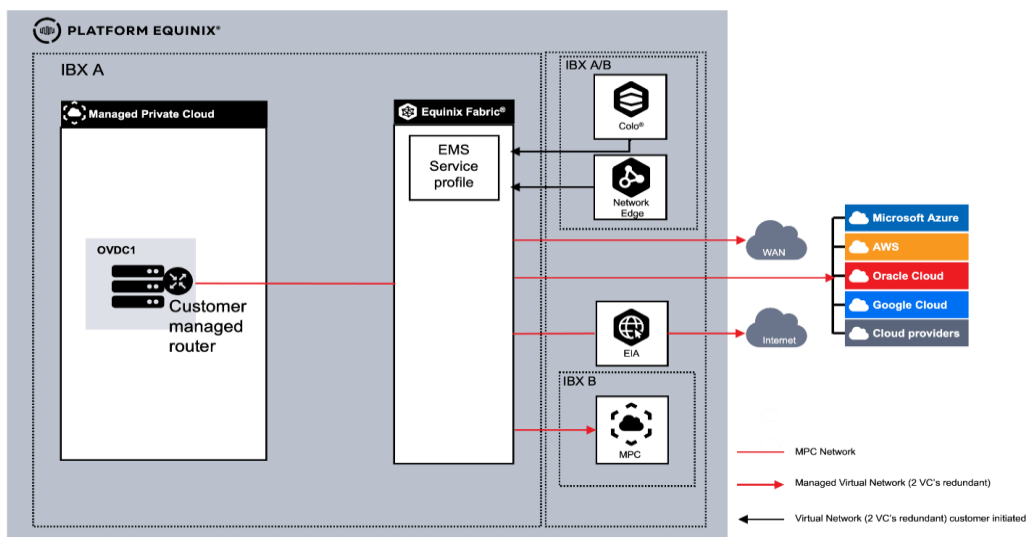 PLATFORM EQUINIX®
IBX A
Managed Private Cloud
OVDC1
Customer
managed
router
Equinix Fabric®
EMS
Service
profile
IBX A/B
Colo®
Network
Edge
WAN
EIA
Internet
IBX B
MPC
Microsoft Azure
AWS
Oracle Cloud
Google Cloud
Cloud providers
MPC Network
Managed Virtual Network (2 VC's redundant)
Virtual Network (2 VC's redundant) customer initiated